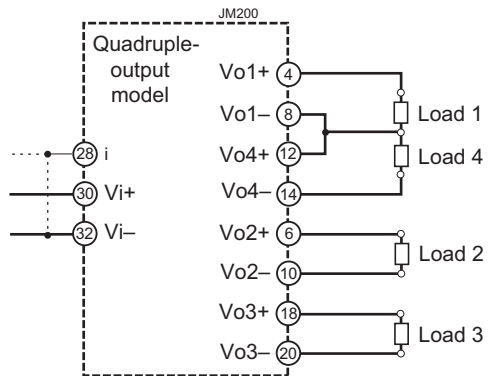 JM200
Quadruple-
output
model
Vo1+ 4
Vo1– 8
Load 1
Vo4+ 12
Load 4
28 i
30 Vi+
Vo4– 14
32 Vi–
Vo2+ 6
Load 2
Vo2– 10
Vo3+ 18
Load 3
Vo3– 20